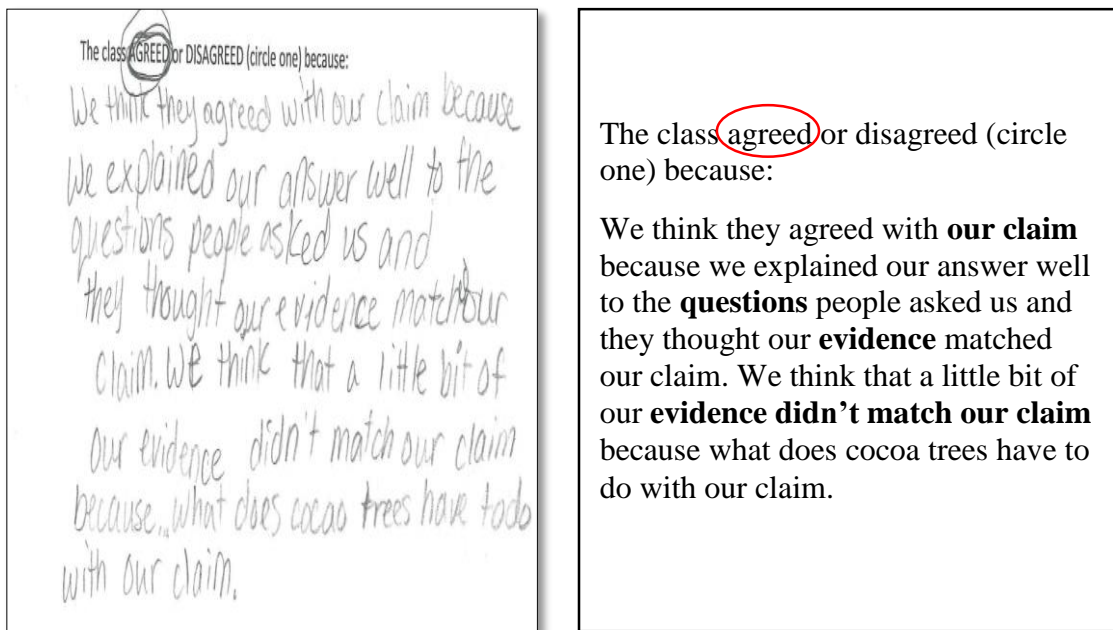 The class AGREED or DISAGREED (circle one) because:
We think they agreed with our claim because
we explained our answer well to the
questions people asked us and
they thought our evidence matched our
claim. We think that a little bit of
our evidence didn't match our claim
because.. what does cocao trees have to do
with our claim.
The class agreed or disagreed (circle
one) because:
We think they agreed with our claim
because we explained our answer well
to the questions people asked us and
they thought our evidence matched
our claim. We think that a little bit of
our evidence didn’t match our claim
because what does cocoa trees have to
do with our claim.